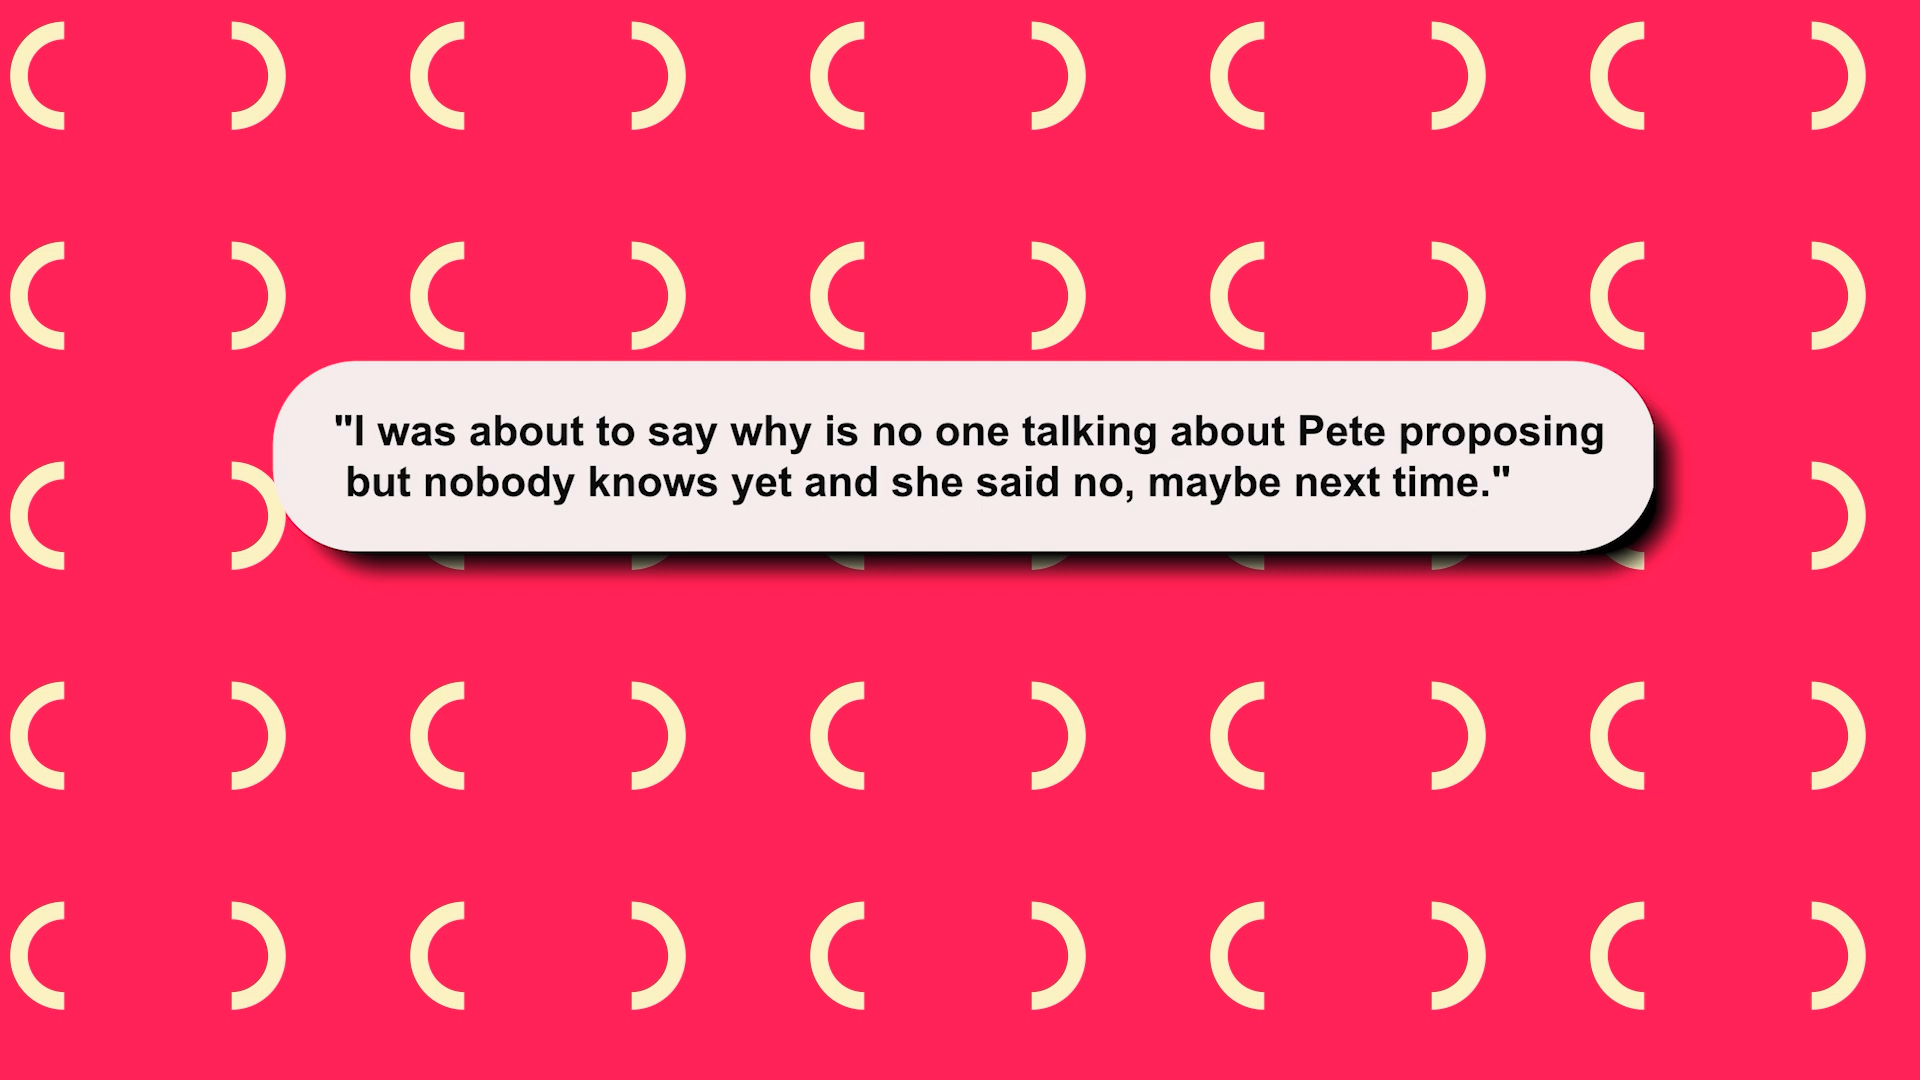 "I was about to say why is no one talking about Pete proposing
but nobody knows yet and she said no, maybe next time."